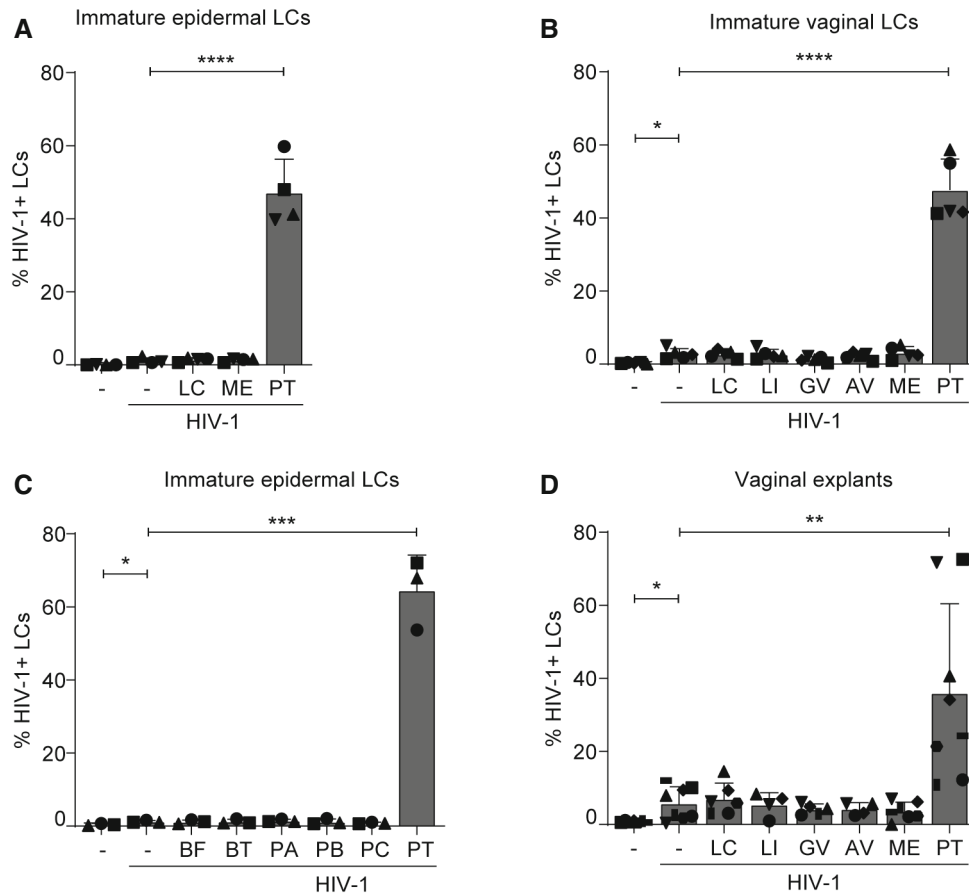 A
Immature epidermal LCs
****
% HIV-1+ LCs
80
60
40
20
0
- - LC ME PT
HIV-1
B
Immature vaginal LCs
****
*
% HIV-1+ LCs
80
60
40
20
0
- - LC LI GV AV ME PT
HIV-1
C
Immature epidermal LCs
***
*
% HIV-1+ LCs
80
60
40
20
0
- - BF BT PA PB PC PT
HIV-1
D
Vaginal explants
**
*
% HIV-1+ LCs
80
60
40
20
0
- - LC LI GV AV ME PT
HIV-1